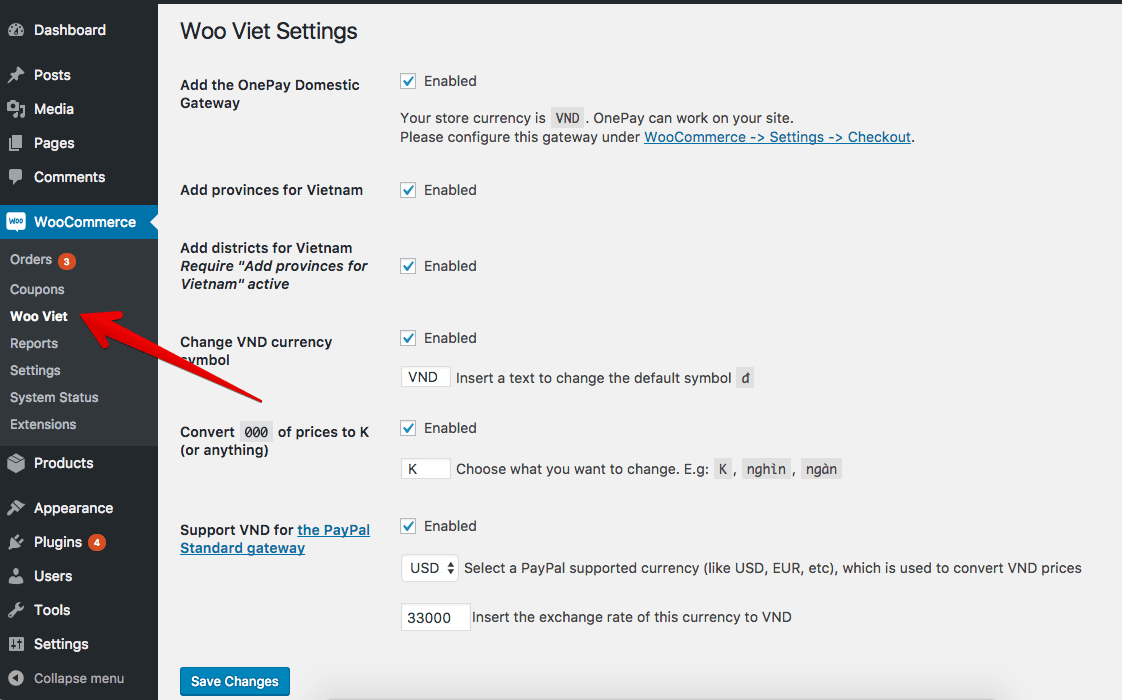 Dashboard
Posts
Media
Pages
Comments
WOO WooCommerce
Orders 3
Coupons
Woo Viet
Reports
Settings
System Status
Extensions
Products
Appearance
Plugins 4
Users
Tools
Settings
Collapse menu
Woo Viet Settings
Add the OnePay Domestic
Gateway
Enabled
Your store currency is VND. OnePay can work on your site.
Please configure this gateway under WooCommerce -> Settings -> Checkout.
Add provinces for Vietnam
Enabled
Add districts for Vietnam
Require "Add provinces for
Vietnam" active
Enabled
Change VND currency
symbol
Enabled
VND Insert a text to change the default symbol đ
Convert 000 of prices to K
(or anything)
Enabled
K Choose what you want to change. E.g: K, nghìn, ngàn
Support VND for the PayPal
Standard gateway
Enabled
USD Select a PayPal supported currency (like USD, EUR, etc), which is used to convert VND prices
33000 Insert the exchange rate of this currency to VND
Save Changes